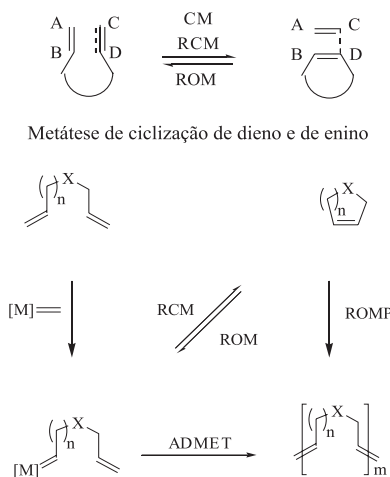 A C CM A C
B D RCM B D
ROM
Metátese de ciclização de dieno e de enino
( )n X ( )n X
[M] RCM ROM ROMP
( )n X ADMET ( )n X
[M] m